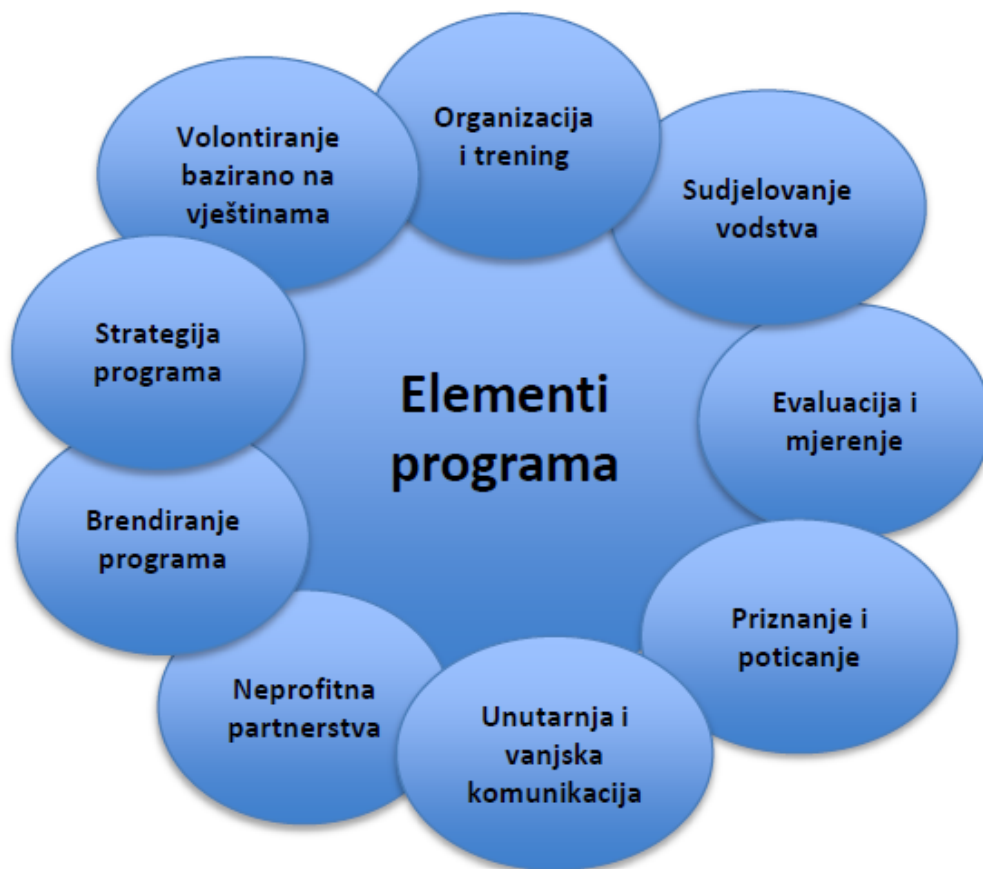 Organizacija
i trening
Sudjelovanje
vodstva
Evaluacija i
mjerenje
Priznanje i
poticanje
Unutarnja i
vanjska
komunikacija
Neprofitna
partnerstva
Brendiranje
programa
Strategija
programa
Volontiranje
bazirano na
vještinama
Elementi
programa